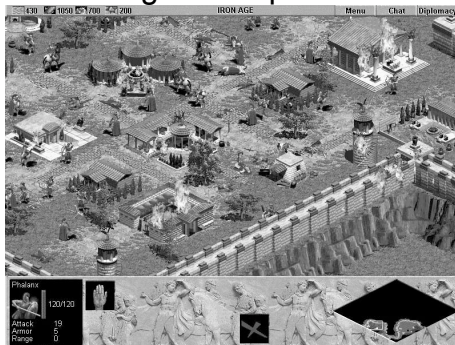 430 1050 700 200 IRON AGE Menu Chat Diplomacy
Phalanx
120/120
Attack 19
Armor 5
Range 0